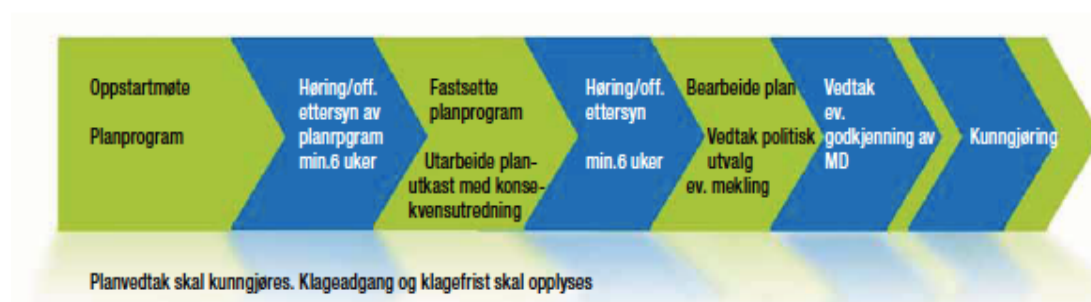 Oppstartmøte
Planprogram
Høring/off.
ettersyn av
planrpgram
min.6 uker
Fastsette
planprogram
Utarbeide plan-
utkast med konse-
kvensutredning
Høring/off.
ettersyn
min.6 uker
Bearbeide plan
Vedtak politisk
utvalg
ev. mekling
Vedtak
ev.
godkjenning av
MD
Kunngjøring
Planvedtak skal kunngjøres. Klageadgang og klagefrist skal opplyses